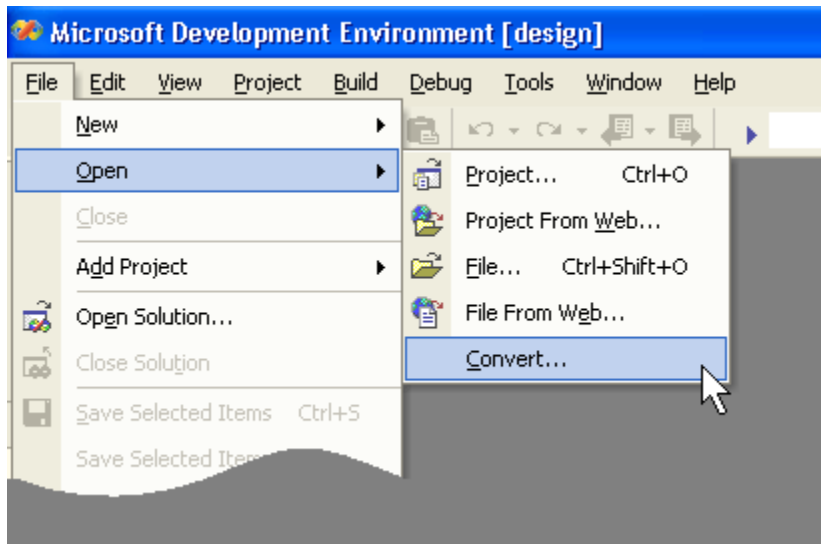 Microsoft Development Environment [design]
File Edit View Project Build Debug Tools Window Help
New
Open
Close
Add Project
Open Solution...
Close Solution
Save Selected Items Ctrl+S
Save Selected
Project... Ctrl+O
Project From Web...
File... Ctrl+Shift+O
File From Web...
Convert...